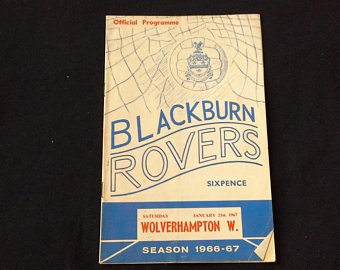 Official Programme
BLACKBURN
ROVERS
SIXPENCE
SATURDAY JANUARY 21st, 1967
WOLVERHAMPTON W.
SEASON 1966-67